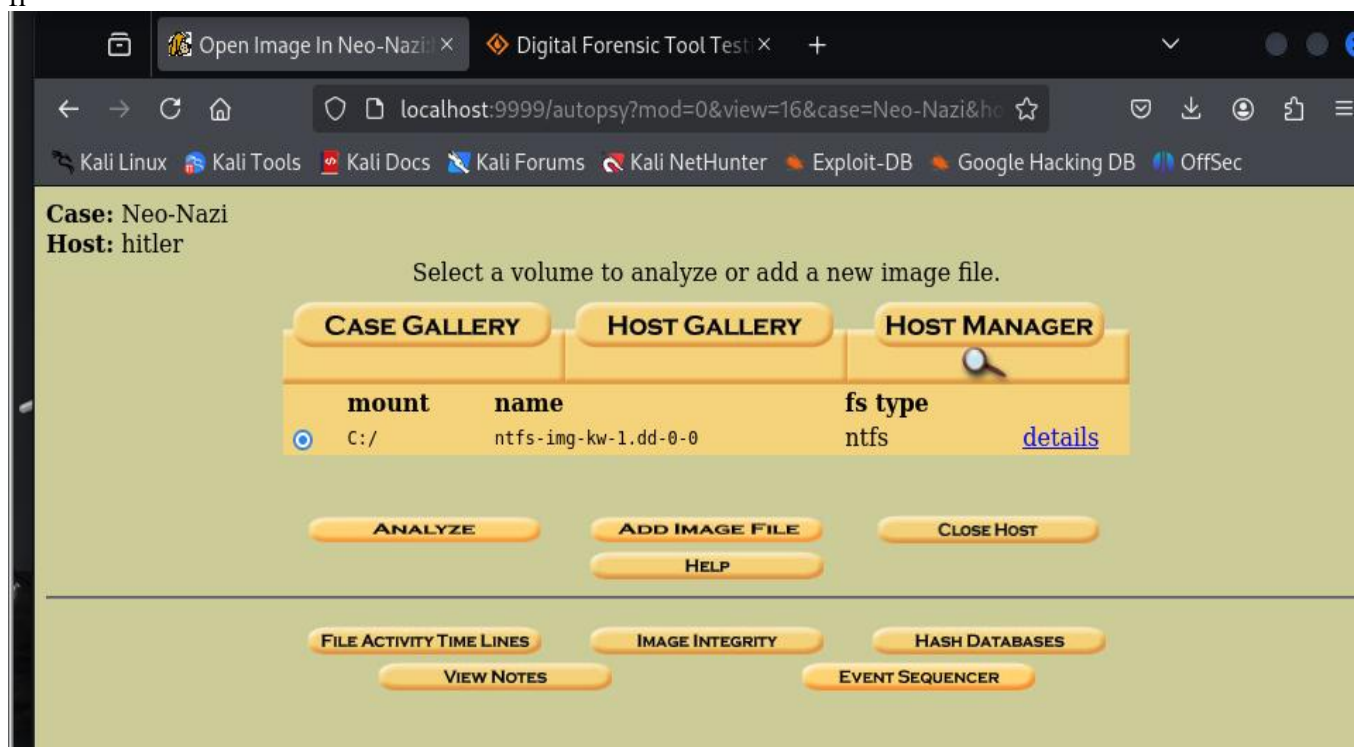 Open Image In Neo-Nazi:
Digital Forensic Tool Test
localhost:9999/autopsy?mod=0&view=16&case=Neo-Nazi&ho
Kali Linux Kali Tools Kali Docs Kali Forums Kali NetHunter Exploit-DB Google Hacking DB OffSec
Case: Neo-Nazi
Host: hitler
Select a volume to analyze or add a new image file.
CASE GALLERY HOST GALLERY HOST MANAGER
mount name fs type
C:/ ntfs-img-kw-1.dd-0-0 ntfs details
ANALYZE ADD IMAGE FILE CLOSE HOST
HELP
FILE ACTIVITY TIME LINES IMAGE INTEGRITY HASH DATABASES
VIEW NOTES EVENT SEQUENCER